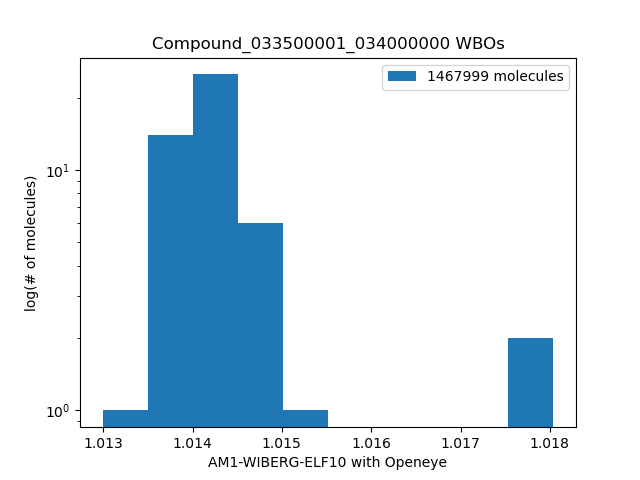 Compound_033500001_034000000 WBOs
1467999 molecules
log(# of molecules)
10¹
10⁰
1.013 1.014 1.015 1.016 1.017 1.018
AM1-WIBERG-ELF10 with Openeye